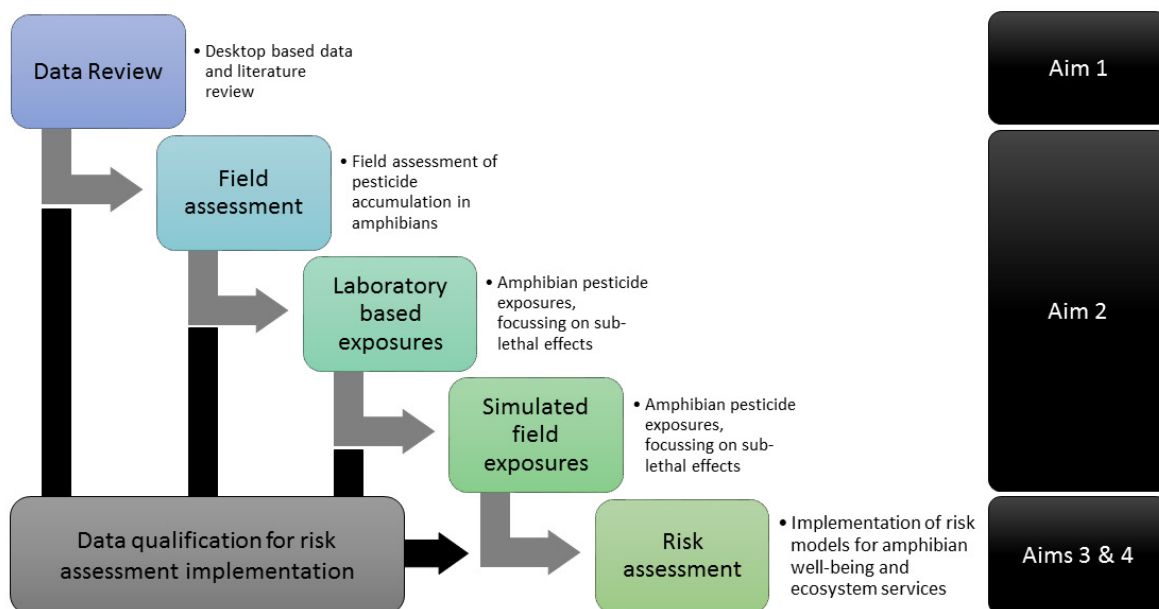 Data Review
• Desktop based data
and literature
review
Aim 1
Field
assessment
• Field assessment of
pesticide
accumulation in
amphibians
Laboratory
based
exposures
• Amphibian pesticide
exposures,
focussing on sub-
lethal effects
Aim 2
Simulated
field
exposures
• Amphibian pesticide
exposures,
focussing on sub-
lethal effects
Data qualification for risk
assessment implementation
Risk
assessment
• Implementation of risk
models for amphibian
well-being and
ecosystem services
Aims 3 & 4